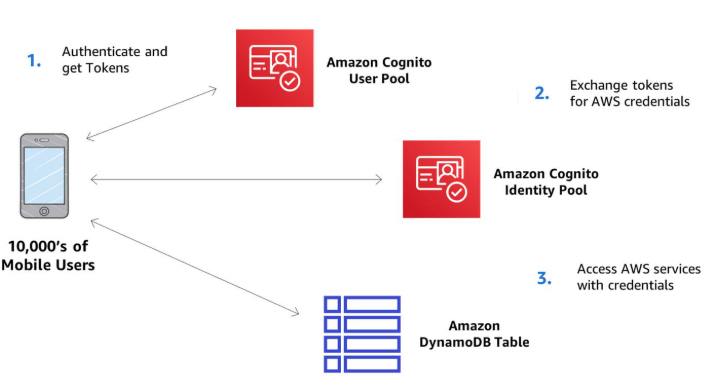 1.
Authenticate and
get Tokens
Amazon Cognito
User Pool
2.
Exchange tokens
for AWS credentials
Amazon Cognito
Identity Pool
10,000's of
Mobile Users
3.
Access AWS services
with credentials
Amazon
DynamoDB Table